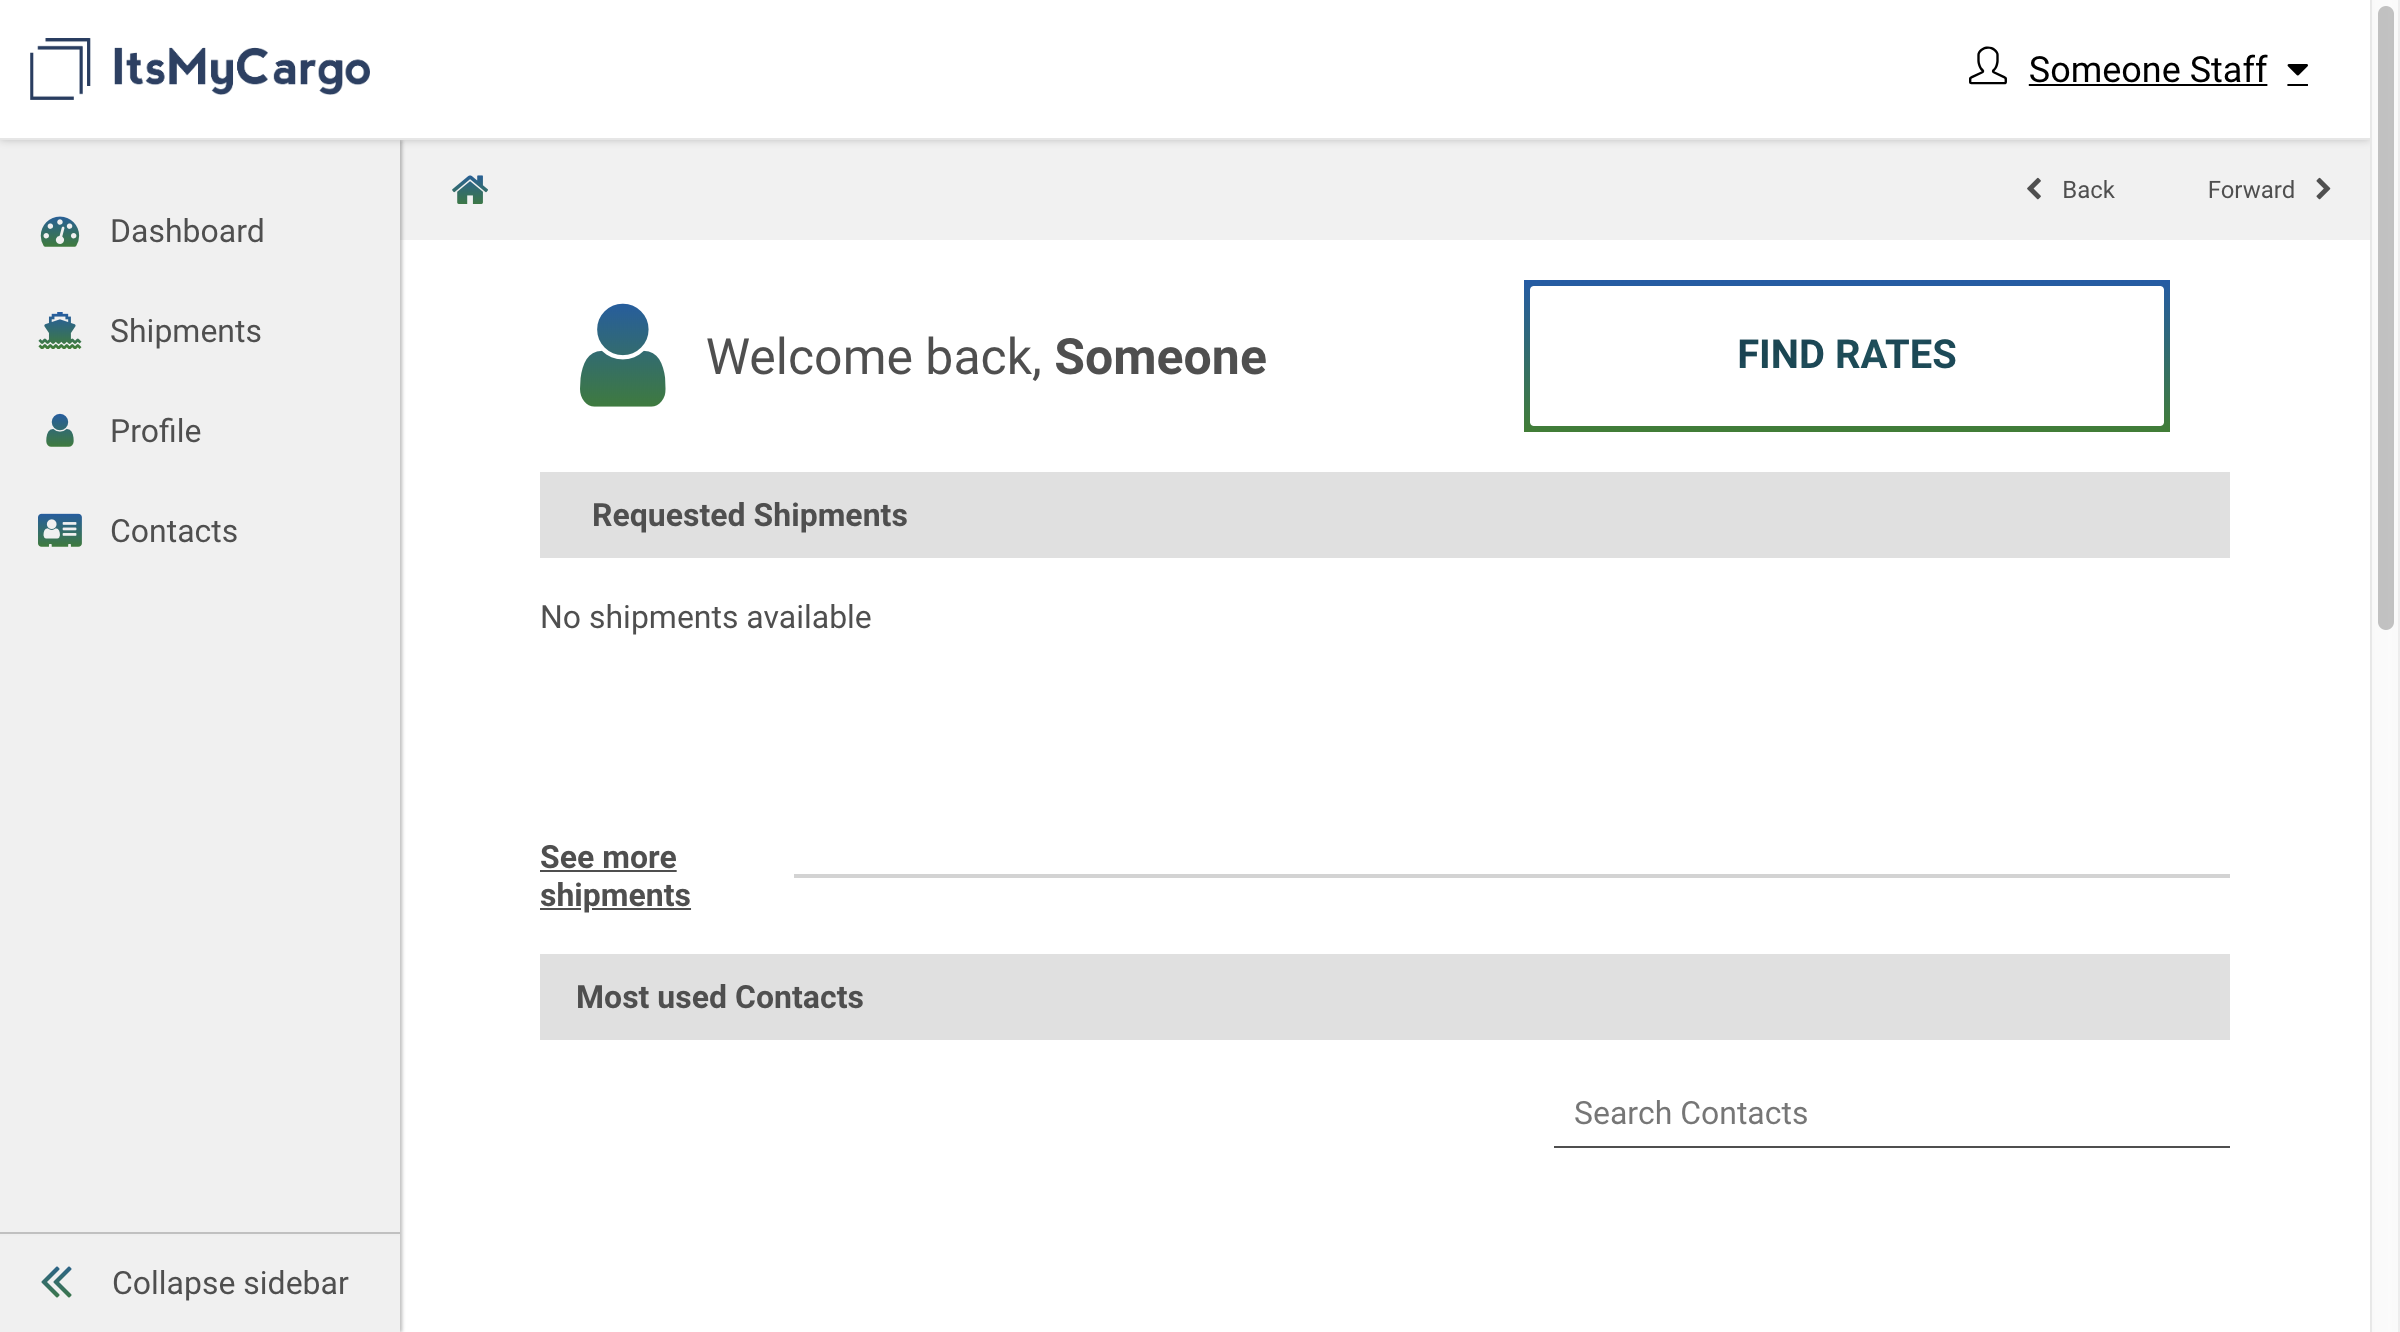 ItsMyCargo
Someone Staff
Back
Forward
Dashboard
Shipments
Profile
Contacts
Collapse sidebar
Welcome back, Someone
FIND RATES
Requested Shipments
No shipments available
See more
shipments
Most used Contacts
Search Contacts